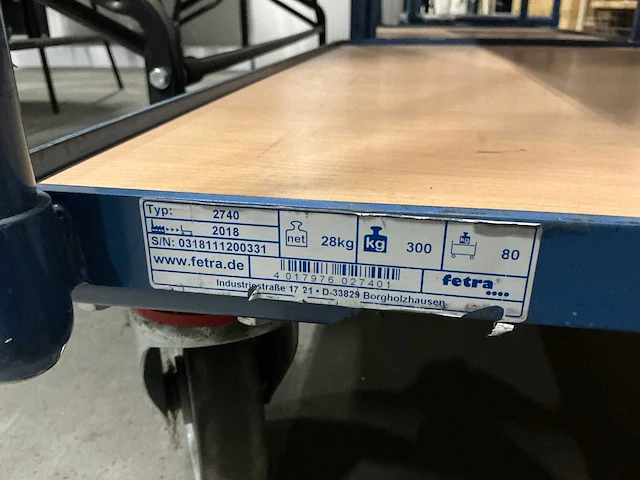 Typ: 2740
2018
S/N: 0318111200331
net 28kg
kg 300
kg 80
www.fetra.de
4 017976 027401
fetra
Industriestraße 17 21 • D-33829 Borgholzhausen